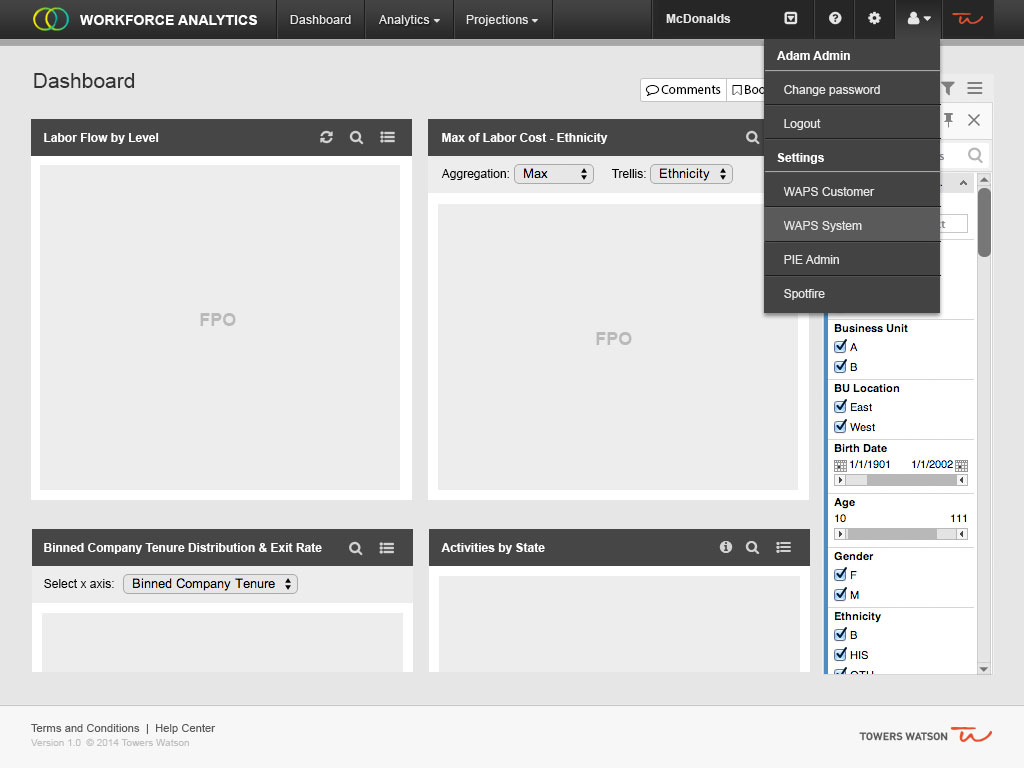 WORKFORCE ANALYTICS Dashboard Analytics Projections McDonalds
Adam Admin
Change password
Logout
Settings
WAPS Customer
WAPS System
PIE Admin
Spotfire
Dashboard
Comments
Labor Flow by Level
FPO
Max of Labor Cost - Ethnicity
Aggregation: Max Trellis: Ethnicity
FPO
Binned Company Tenure Distribution & Exit Rate
Select x axis: Binned Company Tenure
Activities by State
Business Unit
A
B
BU Location
East
West
Birth Date
1/1/1901 1/1/2002
Age
10 111
Gender
F
M
Ethnicity
B
HIS
Terms and Conditions | Help Center
Version 1.0 © 2014 Towers Watson
TOWERS WATSON